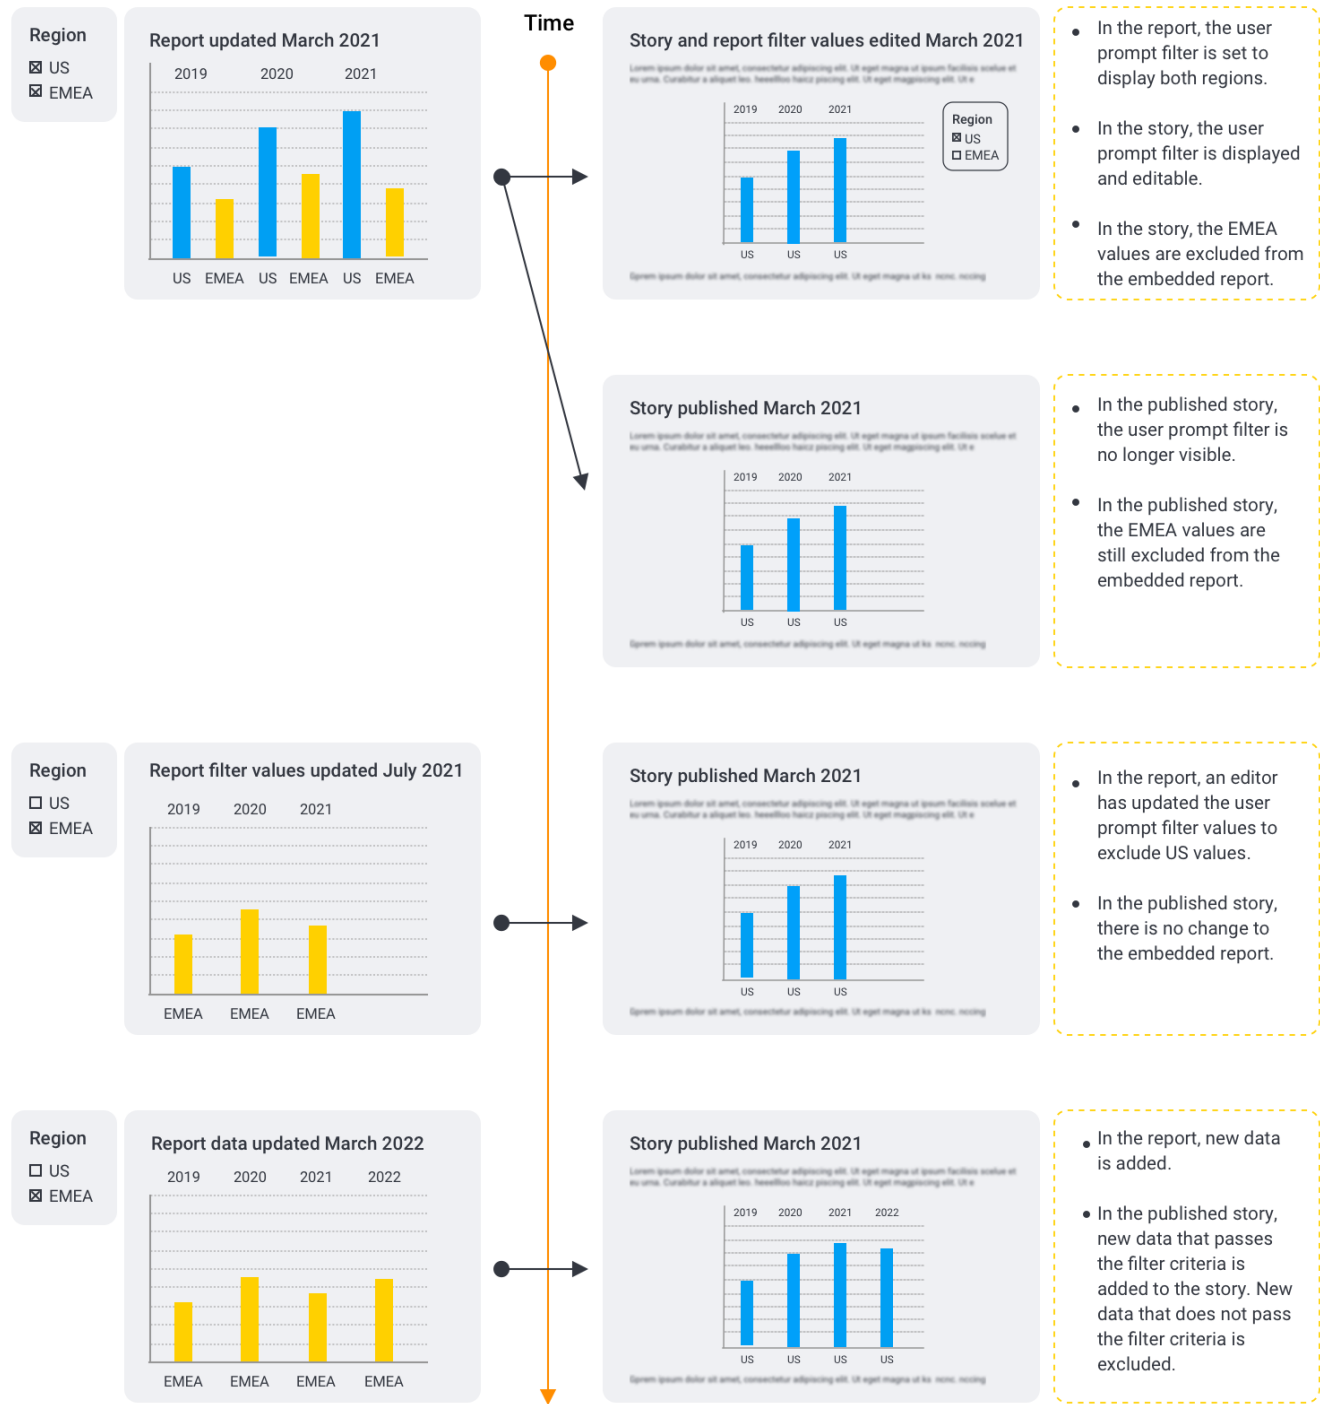 Region
US
EMEA
Report updated March 2021
2019 2020 2021
US EMEA US EMEA US EMEA
Time
Story and report filter values edited March 2021
2019 2020 2021
Region
US
EMEA
US US US
In the report, the user
prompt filter is set to
display both regions.
In the story, the user
prompt filter is displayed
and editable.
In the story, the EMEA
values are excluded from
the embedded report.
Story published March 2021
2019 2020 2021
US US US
In the published story,
the user prompt filter is
no longer visible.
In the published story,
the EMEA values are
still excluded from the
embedded report.
Region
US
EMEA
Report filter values updated July 2021
2019 2020 2021
EMEA EMEA EMEA
Story published March 2021
2019 2020 2021
US US US
In the report, an editor
has updated the user
prompt filter values to
exclude US values.
In the published story,
there is no change to
the embedded report.
Region
US
EMEA
Report data updated March 2022
2019 2020 2021 2022
EMEA EMEA EMEA EMEA
Story published March 2021
2019 2020 2021 2022
US US US US
In the report, new data
is added.
In the published story,
new data that passes
the filter criteria is
added to the story. New
data that does not pass
the filter criteria is
excluded.